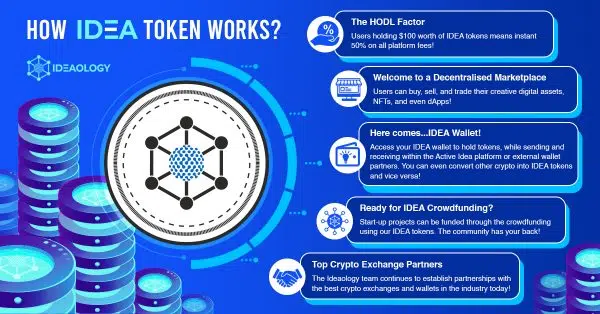 HOW IDEA TOKEN WORKS?
IDEAOLOGY
The HODL Factor
Users holding $100 worth of IDEA tokens means instant
50% on all platform fees!
Welcome to a Decentralised Marketplace
Users can buy, sell, and trade their creative digital assets,
NFTs, and even dApps!
Here comes...IDEA Wallet!
Access your IDEA wallet to hold tokens, while sending and
receiving within the Active Idea platform or external wallet
partners. You can even convert other crypto into IDEA tokens
and vice versa!
Ready for IDEA Crowdfunding?
Start-up projects can be funded through the crowdfunding
using our IDEA tokens. The community has your back!
Top Crypto Exchange Partners
The Ideology team continues to establish partnerships with
the best crypto exchanges and wallets in the industry today!